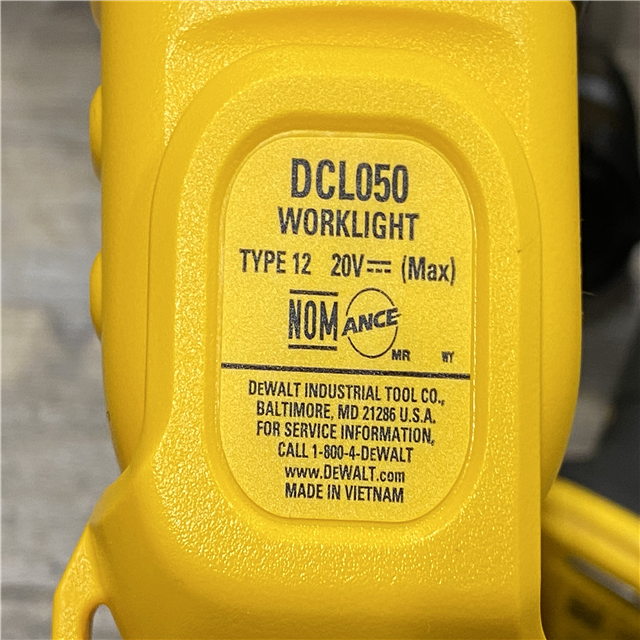 DCL050
WORKLIGHT
TYPE 12 20V⎓ (Max)
NOM ANCE
MR WY
DEWALT INDUSTRIAL TOOL CO.,
BALTIMORE, MD 21286 U.S.A.
FOR SERVICE INFORMATION,
CALL 1-800-4-DEWALT
www.DEWALT.com
MADE IN VIETNAM